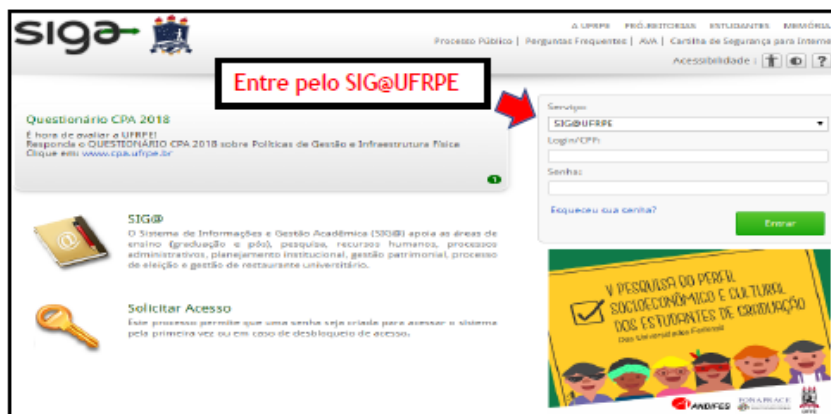 sig@
A UFRPE PRÓ-REITORIAS ESTUDANTES MEMÓRIA
Processo Público | Perguntas Frequentes | AVA | Cartilha de Segurança para Interne
Acessibilidade : ?
Entre pelo SIG@UFRPE
Questionário CPA 2018
É hora de avaliar a UFRPE!
Responda o QUESTIONÁRIO CPA 2018 sobre Políticas de Gestão e Infraestrutura Física
Clique em: www.cpa.ufrpe.br
1
Serviço:
SIG@UFRPE
Login/CPF:
Senha:
Esqueceu sua senha?
Entrar
SIG@
O Sistema de Informações e Gestão Acadêmica (SIG@) apoia as áreas de
ensino (graduação e pós), pesquisa, recursos humanos, processos
administrativos, planejamento institucional, gestão patrimonial, processo
de eleição e gestão de restaurante universitário.
Solicitar Acesso
Este processo permite que uma senha seja criada para acessar o sistema
pela primeira vez ou em caso de desbloqueio de acesso.
V PESQUISA DO PERFIL
SOCIOECONÔMICO E CULTURAL
DOS ESTUDANTES DE GRADUAÇÃO
Das Universidades Federais
ANDIFES FONAPRACE